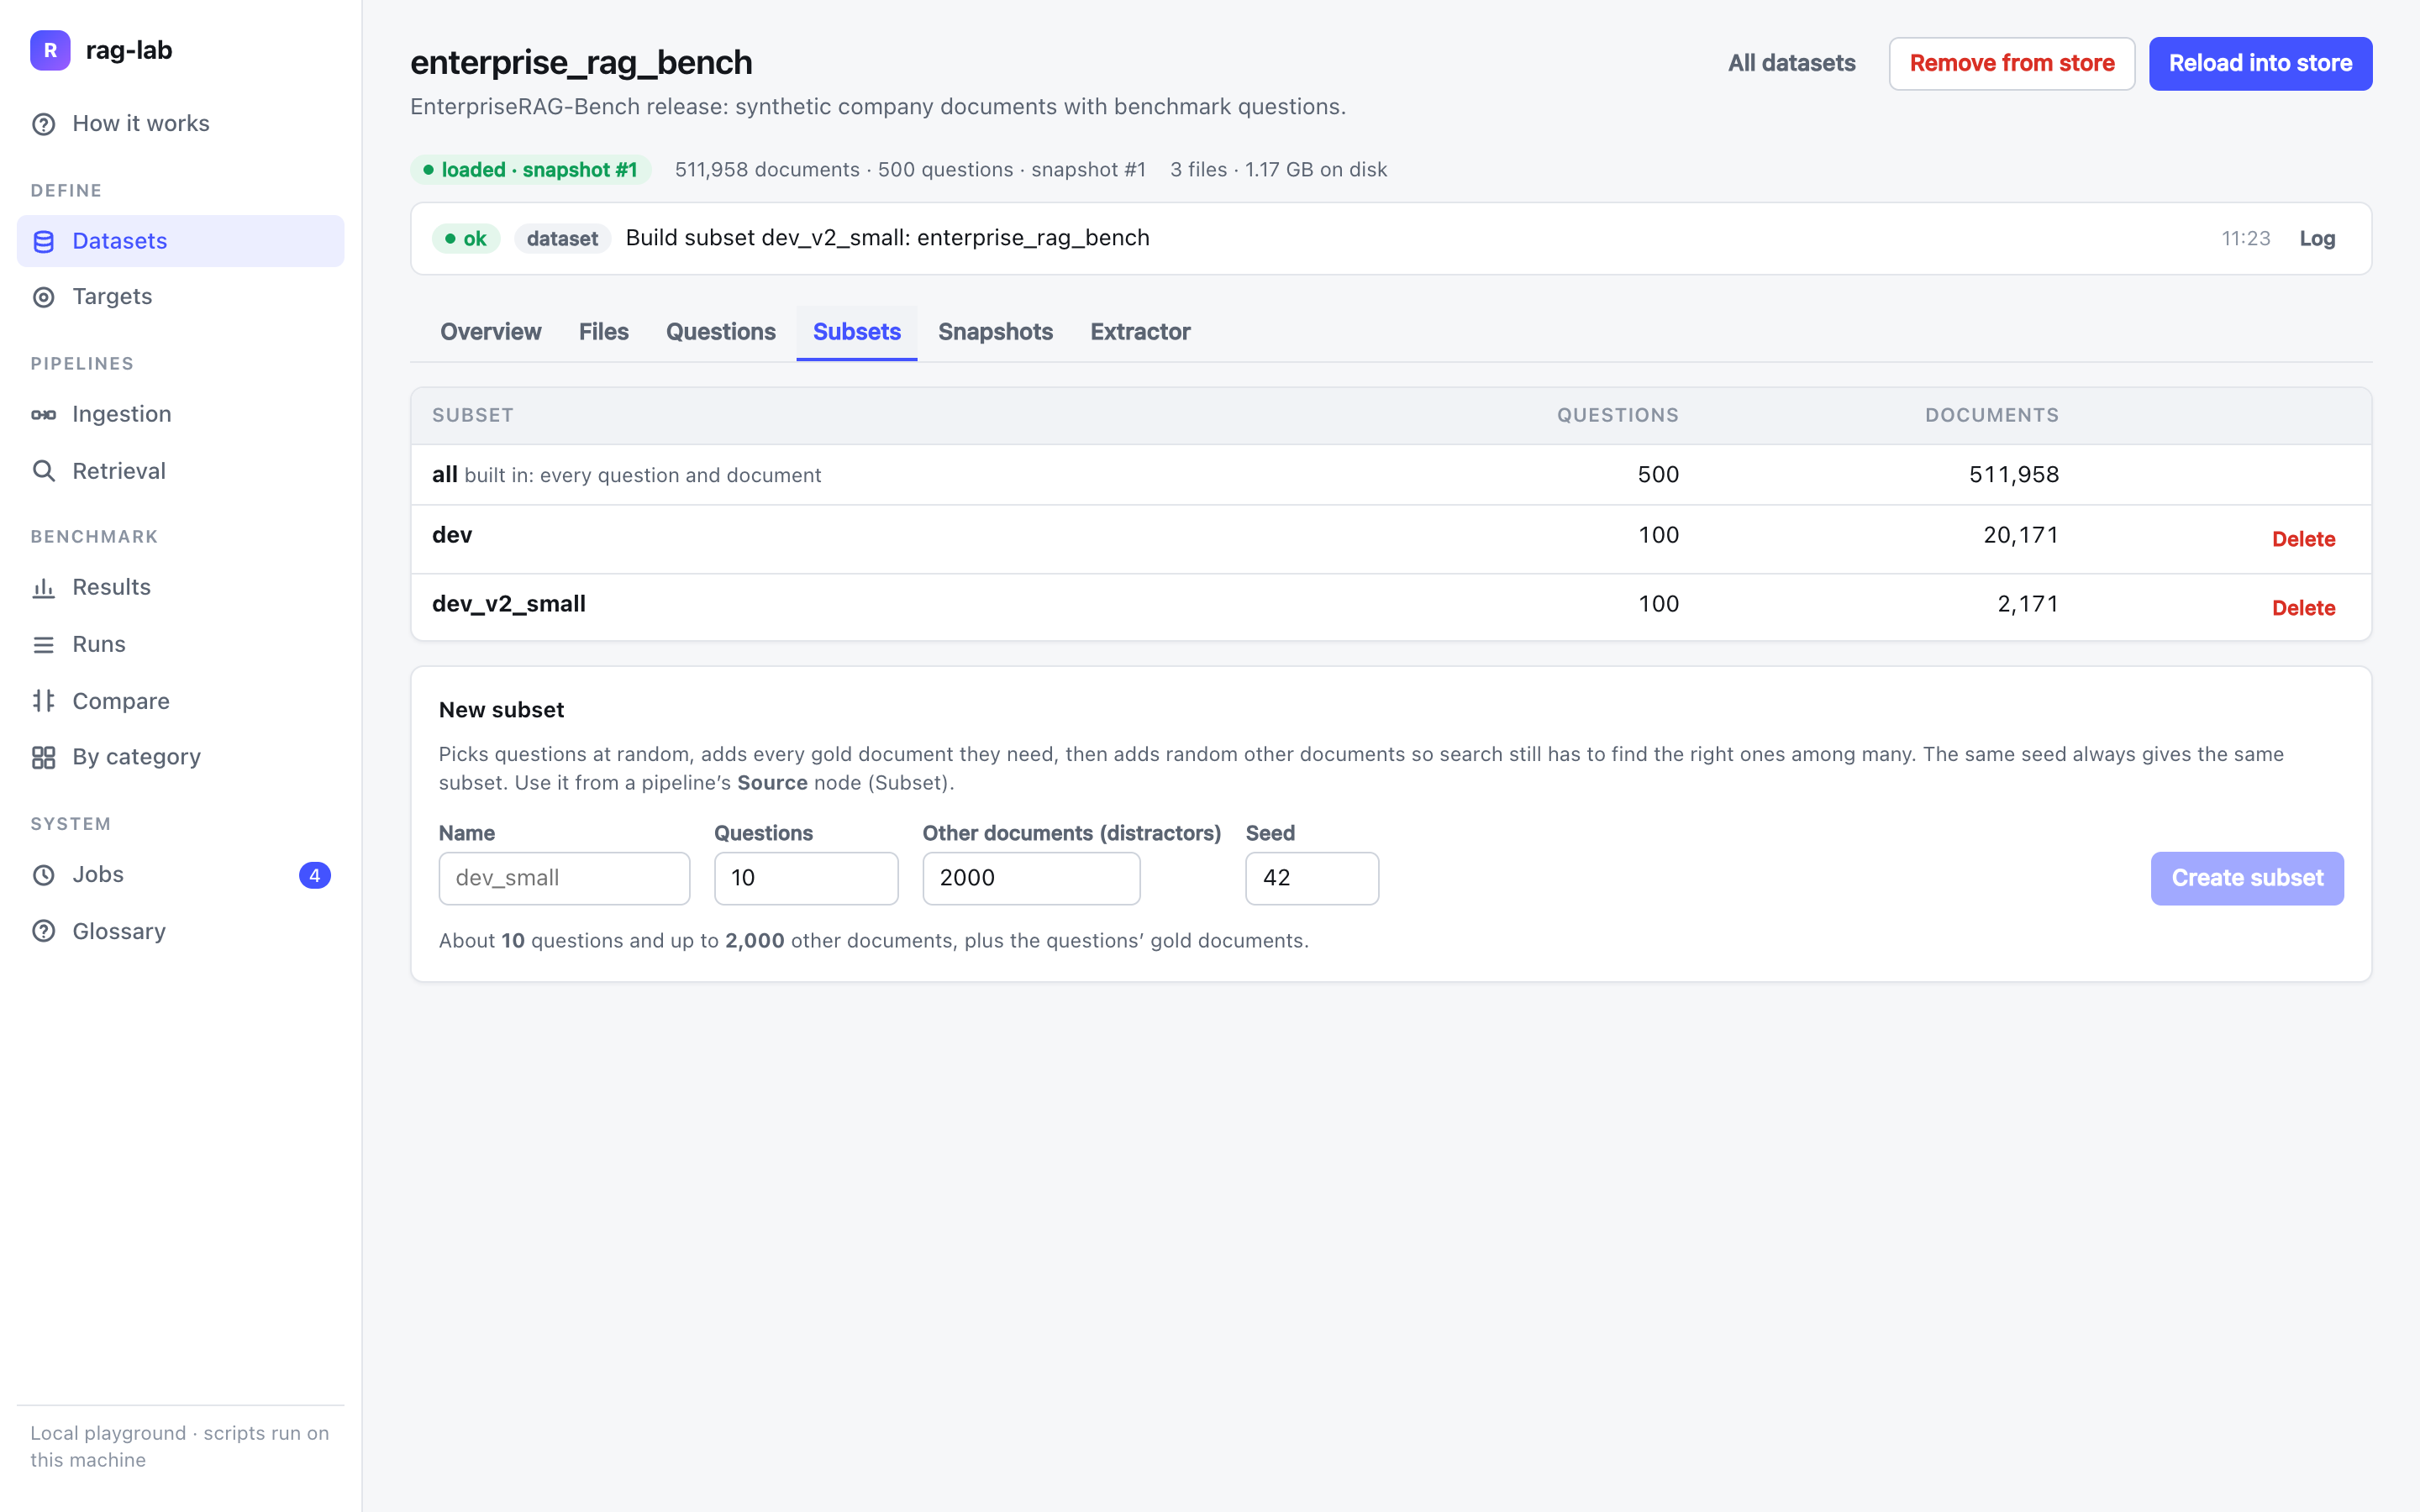 R rag-lab
How it works
DEFINE
Datasets
Targets
PIPELINES
Ingestion
Retrieval
BENCHMARK
Results
Runs
Compare
By category
SYSTEM
Jobs 4
Glossary
Local playground · scripts run on
this machine
enterprise_rag_bench
All datasets Remove from store Reload into store
EnterpriseRAG-Bench release: synthetic company documents with benchmark questions.
loaded · snapshot #1 511,958 documents · 500 questions · snapshot #1 3 files · 1.17 GB on disk
ok dataset Build subset dev_v2_small: enterprise_rag_bench 11:23 Log
Overview Files Questions Subsets Snapshots Extractor
SUBSET QUESTIONS DOCUMENTS
all built in: every question and document 500 511,958
dev 100 20,171 Delete
dev_v2_small 100 2,171 Delete
New subset
Picks questions at random, adds every gold document they need, then adds random other documents so search still has to find the right ones among many. The same seed always gives the same
subset. Use it from a pipeline’s Source node (Subset).
Name Questions Other documents (distractors) Seed
dev_small 10 2000 42 Create subset
About 10 questions and up to 2,000 other documents, plus the questions’ gold documents.